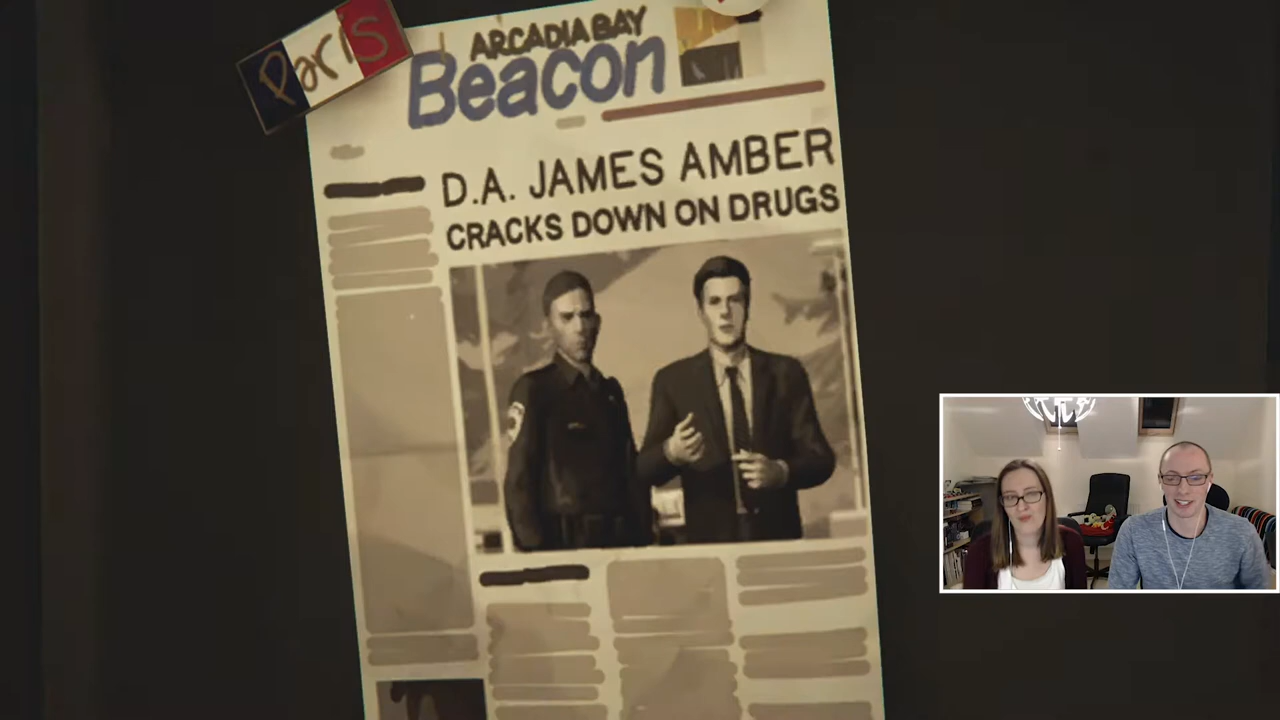 Paris
ARCADIA BAY
Beacon
D.A. JAMES AMBER
CRACKS DOWN ON DRUGS